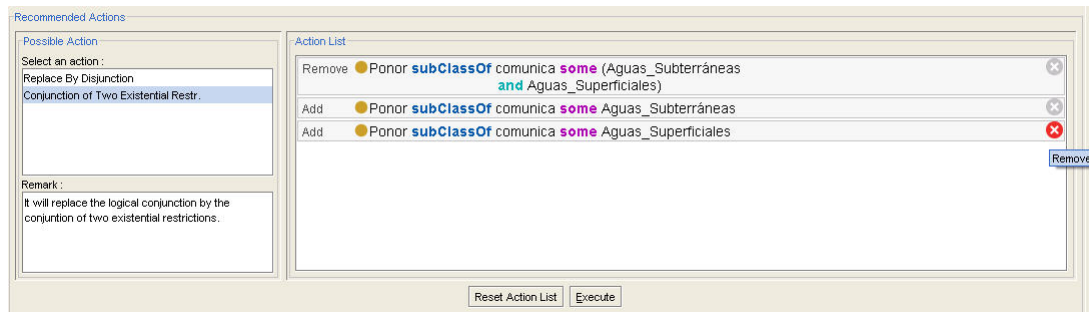 Recommended Actions
Possible Action
Select an action :
Replace By Disjunction
Conjunction of Two Existential Restr.
Remark :
It will replace the logical conjunction by the
conjuntion of two existential restrictions.
Action List
Remove Ponor subClassOf comunica some (Aguas_Subterráneas
and Aguas_Superficiales)
Add Ponor subClassOf comunica some Aguas_Subterráneas
Add Ponor subClassOf comunica some Aguas_Superficiales
Remove
Reset Action List Execute